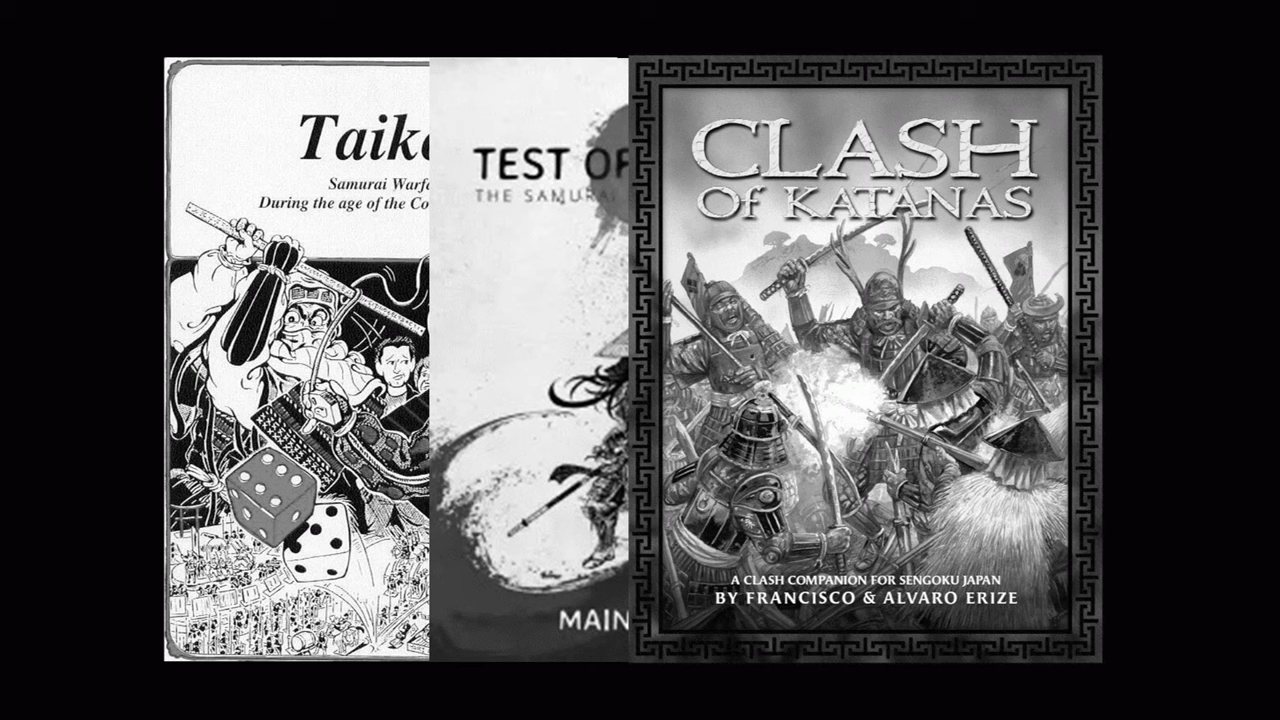 Taik
Samurai Warfa
During the age of the Co
TEST OF
THE SAMURAI
MAIN
CLASH
Of KATANAS
A CLASH COMPANION FOR SENGOKU JAPAN
BY FRANCISCO & ALVARO ERIZE